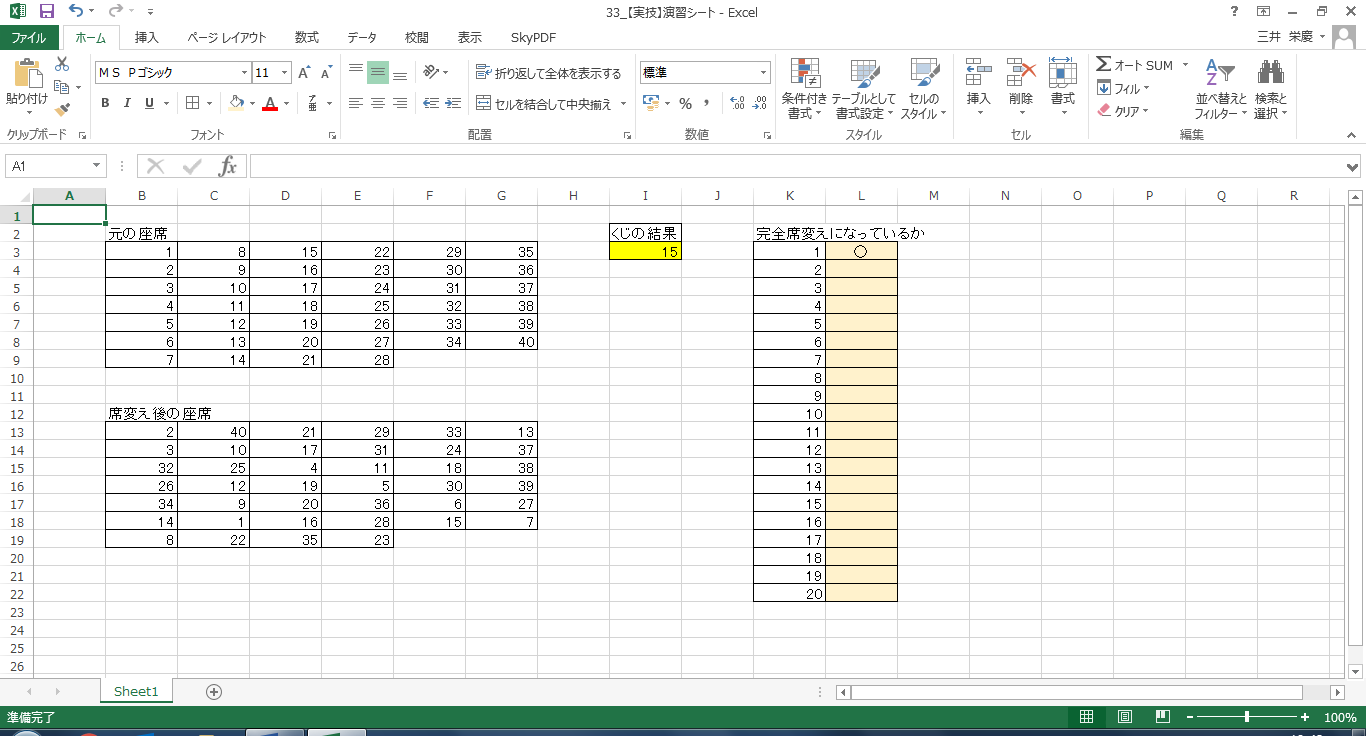 33_【実技】演習シート - Excel
ファイル ホーム 挿入 ページ レイアウト 数式 データ 校閲 表示 SkyPDF 三井 栄慶
貼り付け
クリップボード
ＭＳ Ｐゴシック 11
B I U
フォント
折り返して全体を表示する
セルを結合して中央揃え
配置
標準
% ,
数値
条件付き書式 テーブルとして書式設定 セルのスタイル
スタイル
挿入 削除 書式
セル
Σ オート SUM
フィル
クリア
並べ替えとフィルター 検索と選択
編集
A1 fx
A B C D E F G H I J K L M N O P Q R
1
2 元の座席 くじの結果 完全席変えになっているか
3 1 8 15 22 29 35 15 1 ○
4 2 9 16 23 30 36 2
5 3 10 17 24 31 37 3
6 4 11 18 25 32 38 4
7 5 12 19 26 33 39 5
8 6 13 20 27 34 40 6
9 7 14 21 28 7
10 8
11 9
12 席変え後の座席 10
13 2 40 21 29 33 13 11
14 3 10 17 31 24 37 12
15 32 25 4 11 18 38 13
16 26 12 19 5 30 39 14
17 34 9 20 36 6 27 15
18 14 1 16 28 15 7 16
19 8 22 35 23 17
20 18
21 19
22 20
23
24
25
26
Sheet1
準備完了 100%